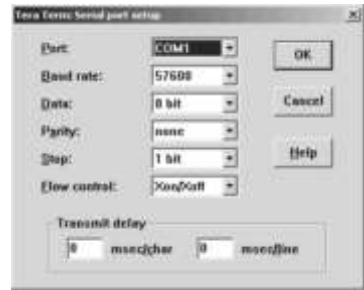 Tera Term: Serial port setup
Port: COM1
OK
Baud rate: 57600
Data: 8 bit
Cancel
Parity: none
Stop: 1 bit
Help
Flow control: Xon/Xoff
Transmit delay
0 msec/char 0 msec/line